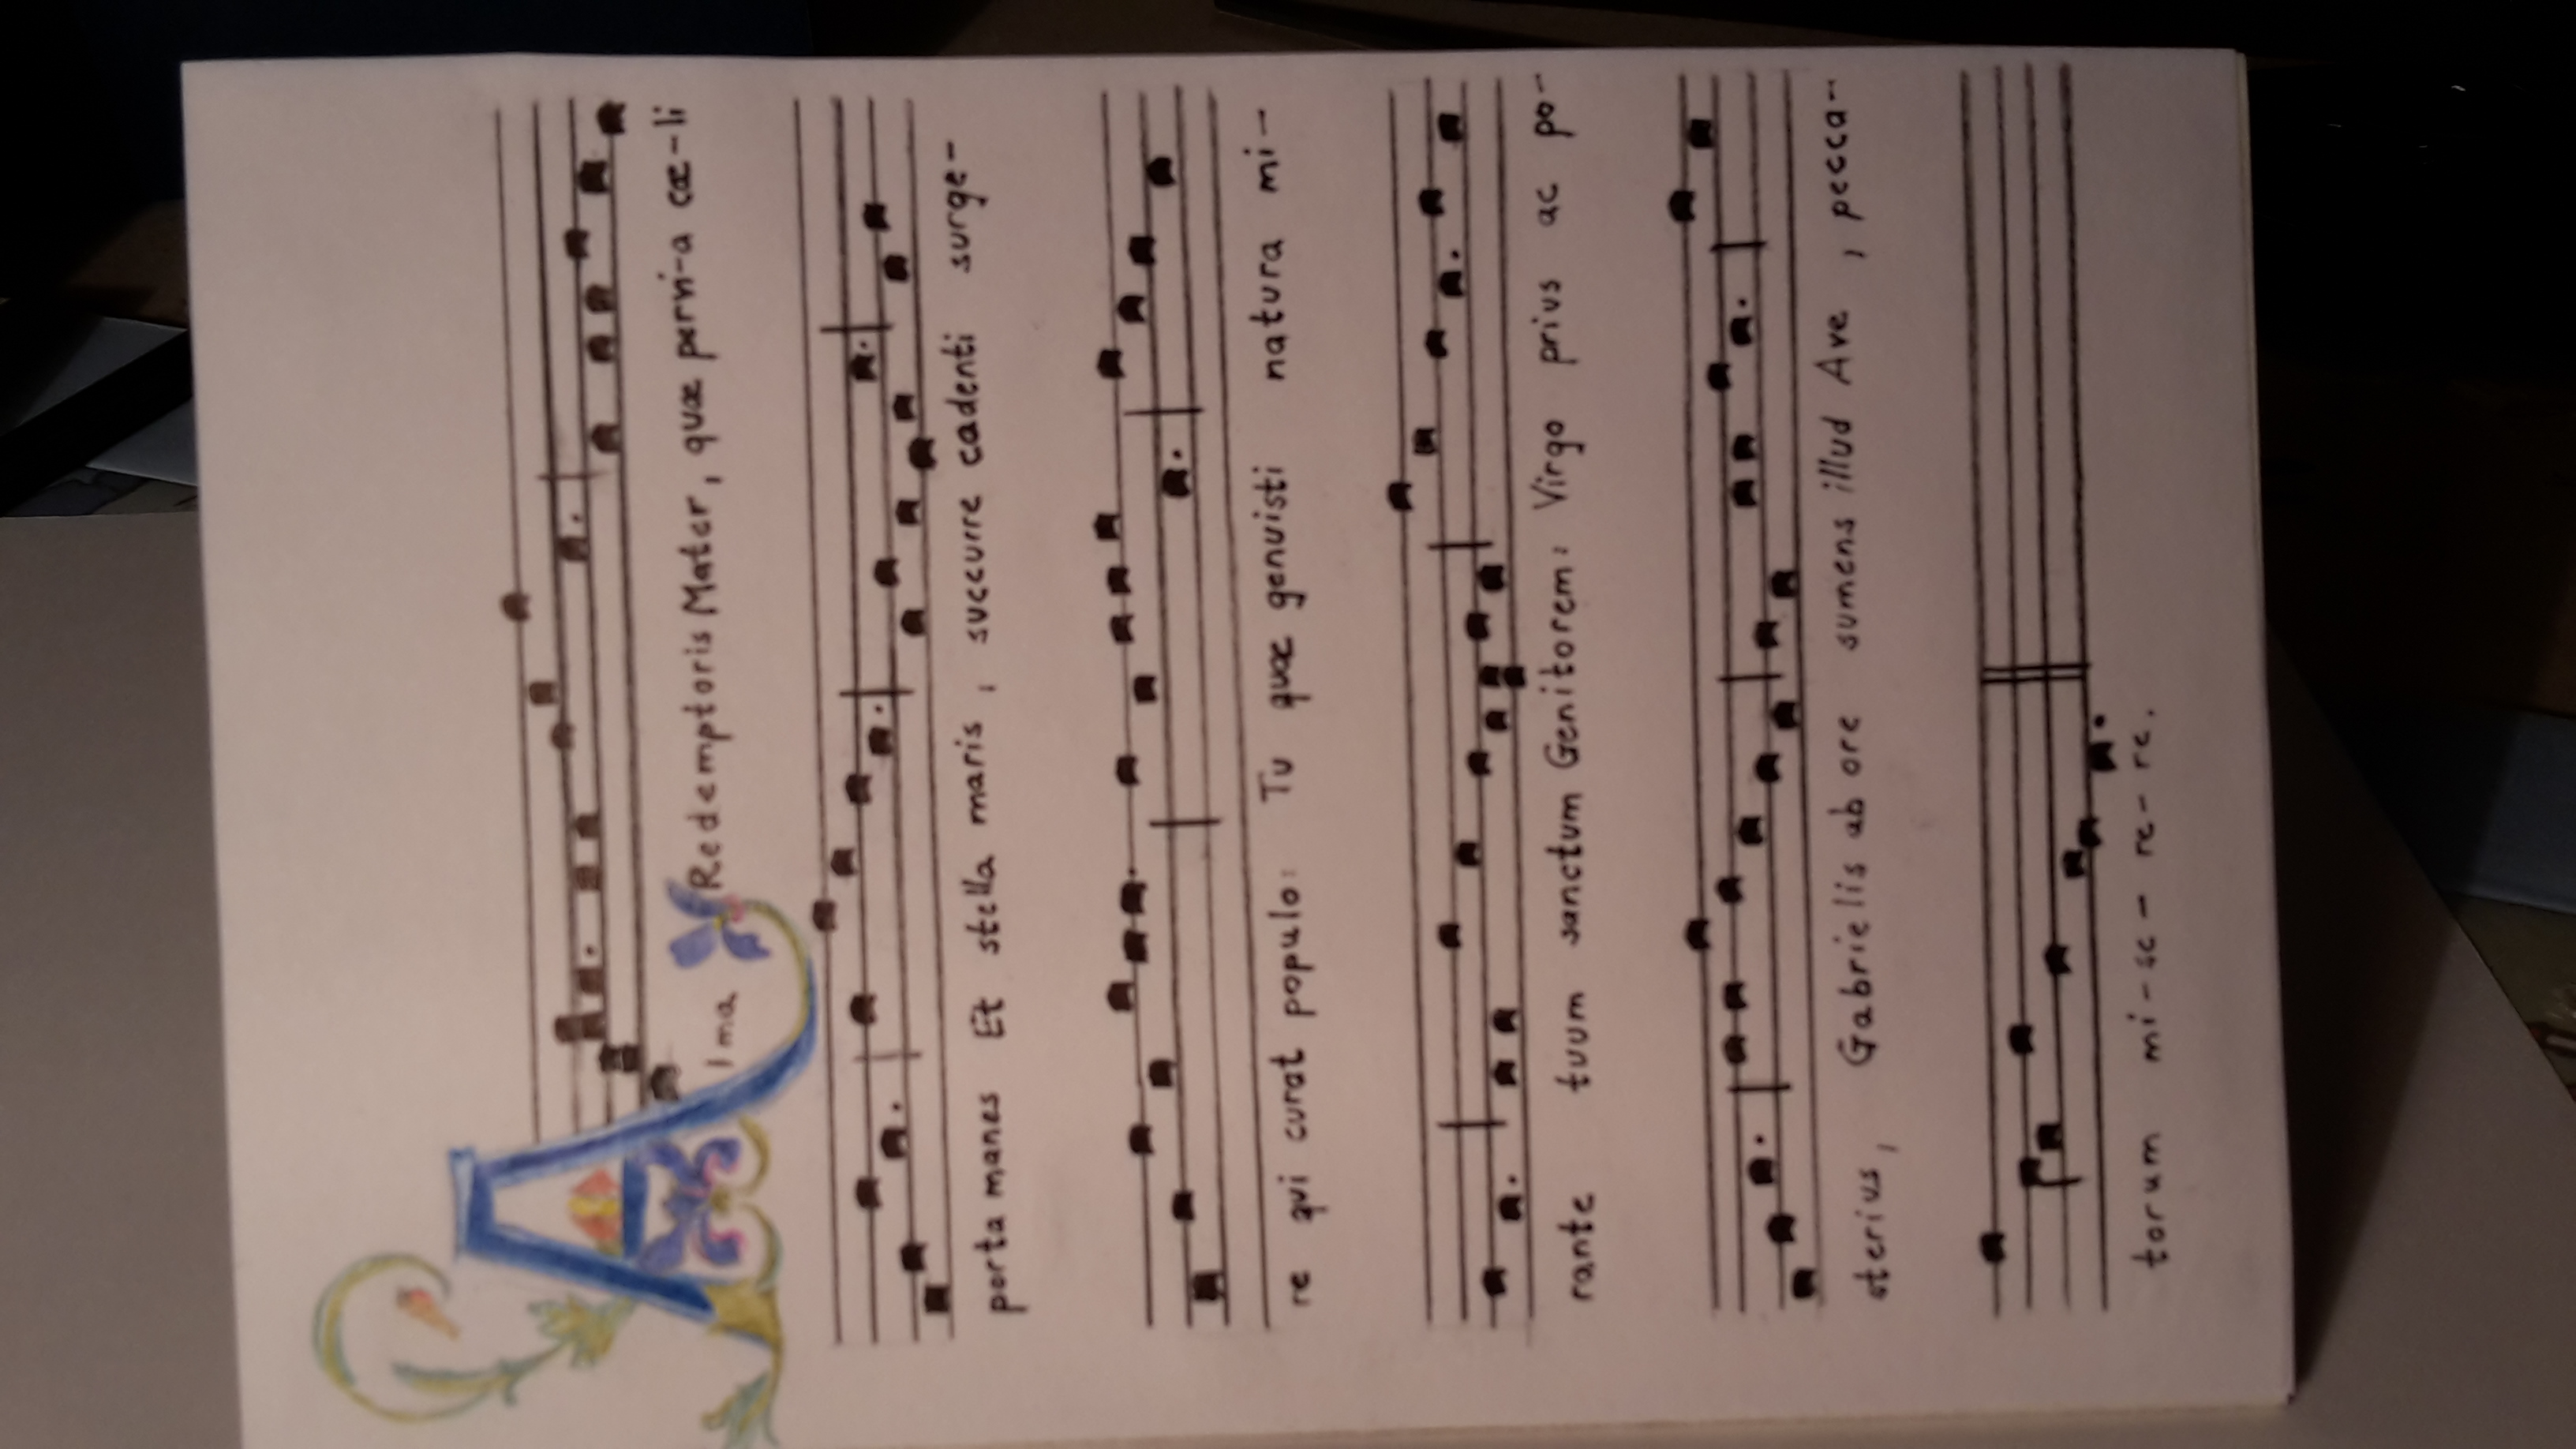 Alma Redemptoris Mater, quæ pervi-a cæ-li
porta manes Et stella maris, succurre cadenti surge-
re qui curat populo: Tu quæ genuisti natura mi-
rante tuum sanctum Genitorem: Virgo prius ac po-
sterius, Gabrielis ab ore sumens illud Ave, pecca-
torum mi-se-re-re.